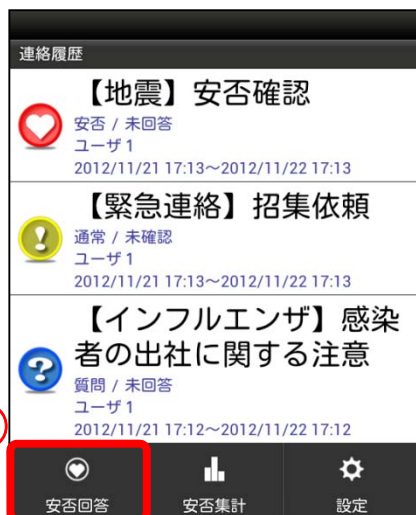 連絡履歴
【地震】安否確認
安否 / 未回答
ユーザ1
2012/11/21 17:13～2012/11/22 17:13
【緊急連絡】招集依頼
通常 / 未確認
ユーザ1
2012/11/21 17:13～2012/11/22 17:13
【インフルエンザ】感染
者の出社に関する注意
質問 / 未回答
ユーザ1
2012/11/21 17:12～2012/11/22 17:12
安否回答 安否集計 設定